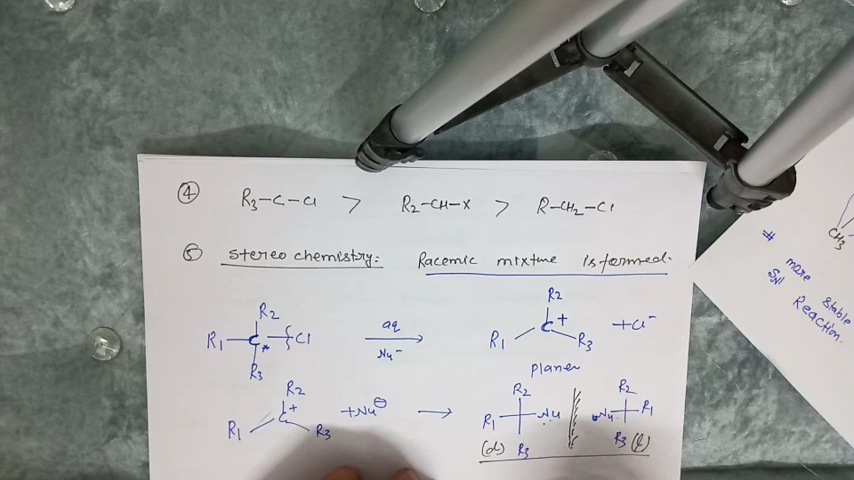 ④ R3-C-Cl > R2-CH-X > R-CH2-Cl
⑤ stereo chemistry: Racemic mixture is formed.
R2
R1-C*-Cl
R3
aq
Nu-
R2
C+
R1 R3 +Cl-
planer
R2
C+
R1 R3 +Nu⊖
R2
R1 Nu
(d) R3
R2
Nu R1
R3 (l)
CH3
# more stable
SN1 Reaction.